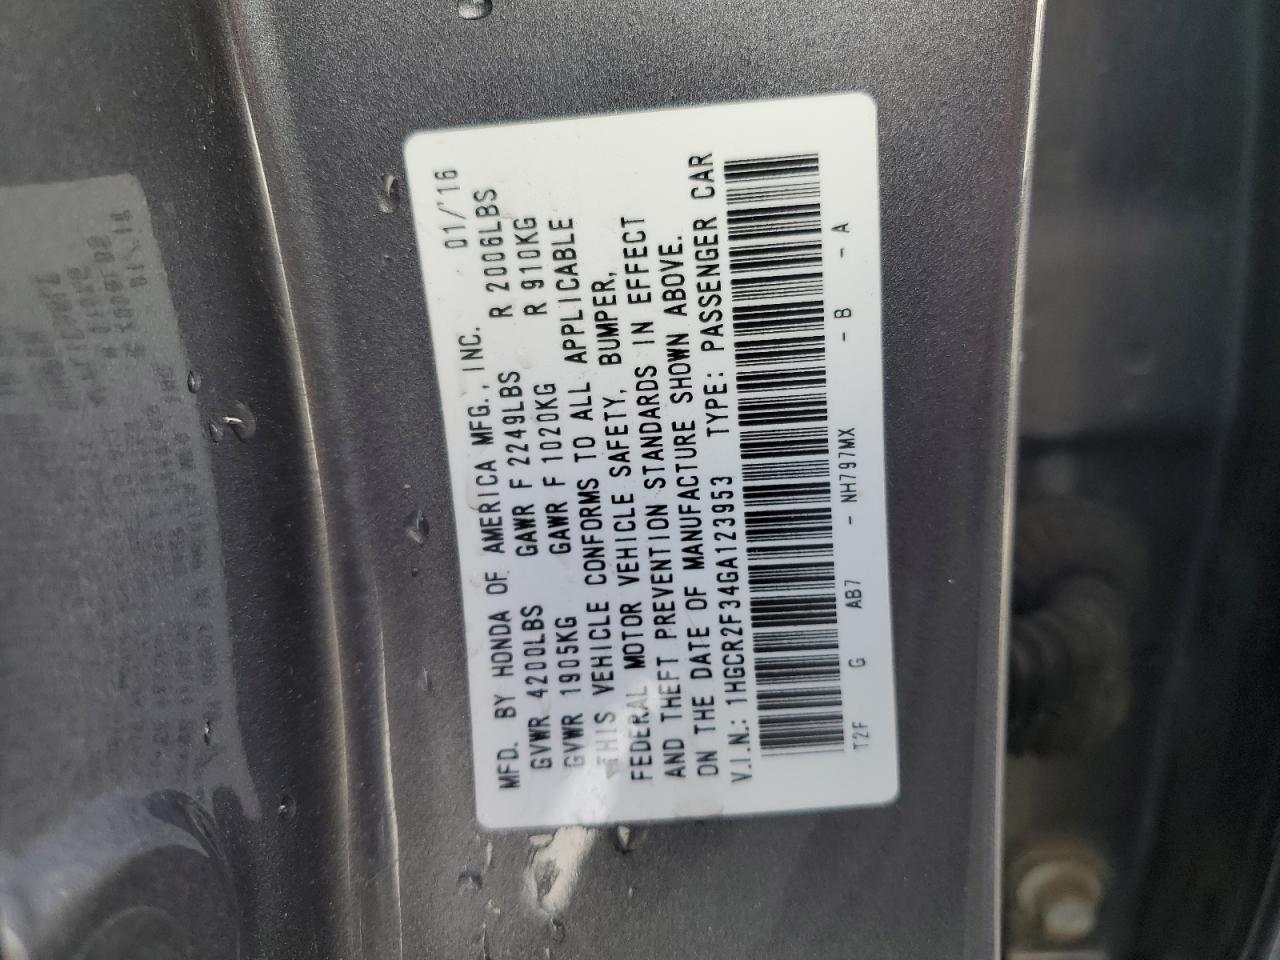 MFD. BY HONDA OF AMERICA MFG., INC. 01/'16
GVWR 4200LBS GAWR F 2249LBS R 2006LBS
GVWR 1905KG GAWR F 1020KG R 910KG
THIS VEHICLE CONFORMS TO ALL APPLICABLE
FEDERAL MOTOR VEHICLE SAFETY, BUMPER,
AND THEFT PREVENTION STANDARDS IN EFFECT
ON THE DATE OF MANUFACTURE SHOWN ABOVE.
V.I.N.: 1HGCR2F34GA123953 TYPE: PASSENGER CAR
T2F G AB7 - NH797MX - B - A